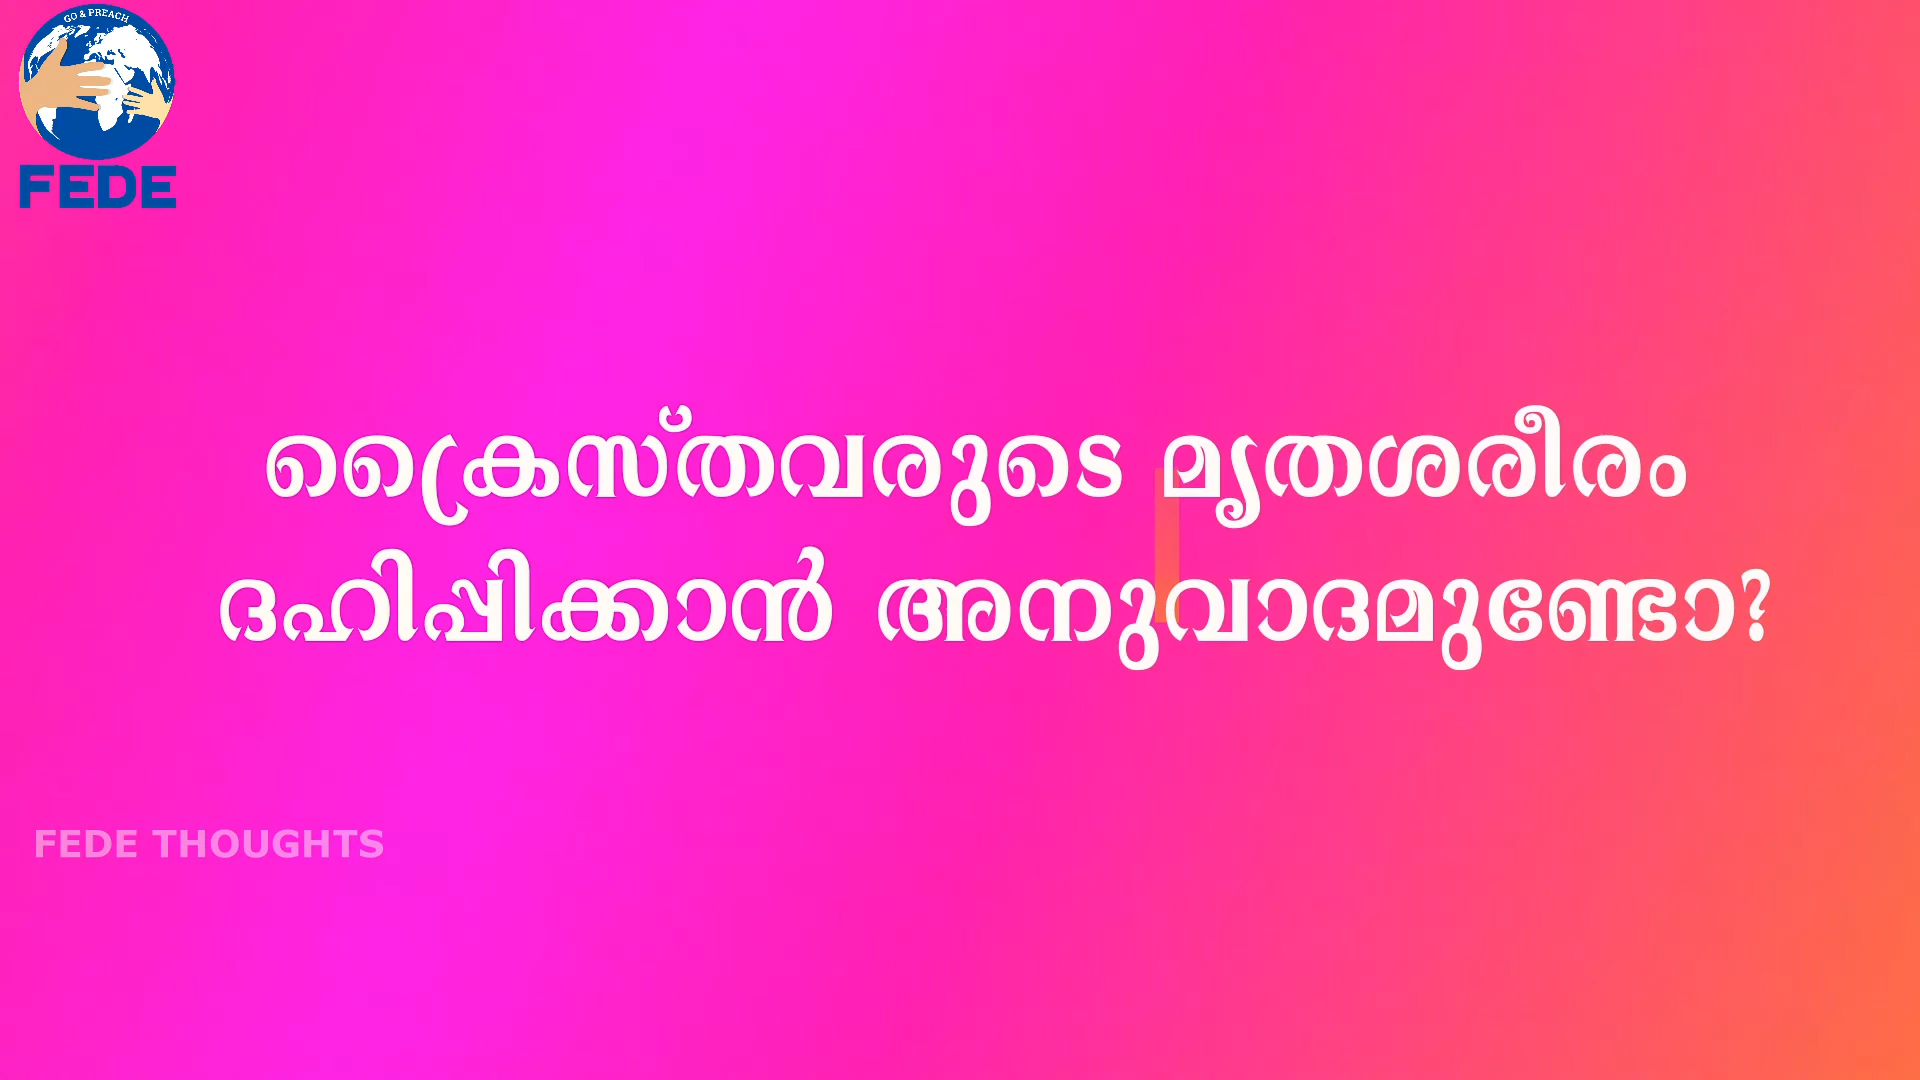 GO & PREACH
FEDE
ക്രൈസ്തവരുടെ മൃതശരീരം
ദഹിപ്പിക്കാൻ അനുവാദമുണ്ടോ?
FEDE THOUGHTS